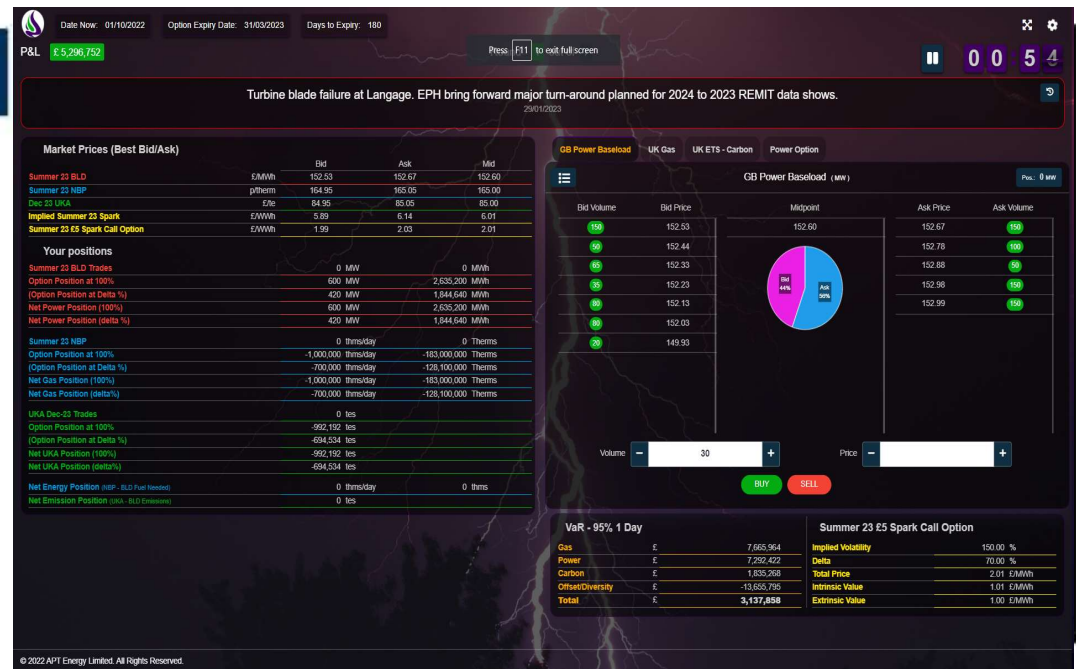 Date Now: 01/10/2022 Option Expiry Date: 31/03/2023 Days to Expiry: 180
P&L £ 5,296,752
Press F11 to exit full screen
0 0 5 4
Turbine blade failure at Langage. EPH bring forward major turn-around planned for 2024 to 2023 REMIT data shows.
29/01/2023
Market Prices (Best Bid/Ask)
Bid Ask Mid
Summer 23 BLD £/MWh 152.53 152.67 152.60
Summer 23 NBP p/therm 164.95 165.05 165.00
Dec 23 UKA £/te 84.95 85.05 85.00
Implied Summer 23 Spark £/MWh 5.89 6.14 6.01
Summer 23 £5 Spark Call Option £/MWh 1.99 2.03 2.01
Your positions
Summer 23 BLD Trades 0 MW 0 MWh
Option Position at 100% 600 MW 2,635,200 MWh
(Option Position at Delta %) 420 MW 1,844,640 MWh
Net Power Position (100%) 600 MW 2,635,200 MWh
Net Power Position (delta %) 420 MW 1,844,640 MWh
Summer 23 NBP 0 thms/day 0 Therms
Option Position at 100% -1,000,000 thms/day -183,000,000 Therms
(Option Position at Delta %) -700,000 thms/day -128,100,000 Therms
Net Gas Position (100%) -1,000,000 thms/day -183,000,000 Therms
Net Gas Position (delta%) -700,000 thms/day -128,100,000 Therms
UKA Dec-23 Trades 0 tes
Option Position at 100% -992,192 tes
(Option Position at Delta %) -694,534 tes
Net UKA Position (100%) -992,192 tes
Net UKA Position (delta%) -694,534 tes
Net Energy Position (NBP - BLD Fuel Needed) 0 thms/day 0 thms
Net Emission Position (UKA - BLD Emissions) 0 tes
GB Power Baseload UK Gas UK ETS - Carbon Power Option
GB Power Baseload (MW) Pos.: 0 MW
Bid Volume Bid Price Midpoint Ask Price Ask Volume
150 152.53 152.60 152.67 150
50 152.44 152.78 100
65 152.33 152.88 50
35 152.23 152.98 150
80 152.13 152.99 150
80 152.03
20 149.93
Bid 44%
Ask 56%
Volume - 30 + Price - +
BUY SELL
VaR - 95% 1 Day
Gas £ 7,665,964
Power £ 7,292,422
Carbon £ 1,835,268
Offset/Diversity £ -13,655,795
Total £ 3,137,858
Summer 23 £5 Spark Call Option
Implied Volatility 150.00 %
Delta 70.00 %
Total Price 2.01 £/MWh
Intrinsic Value 1.01 £/MWh
Extrinsic Value 1.00 £/MWh
© 2022 APT Energy Limited. All Rights Reserved.